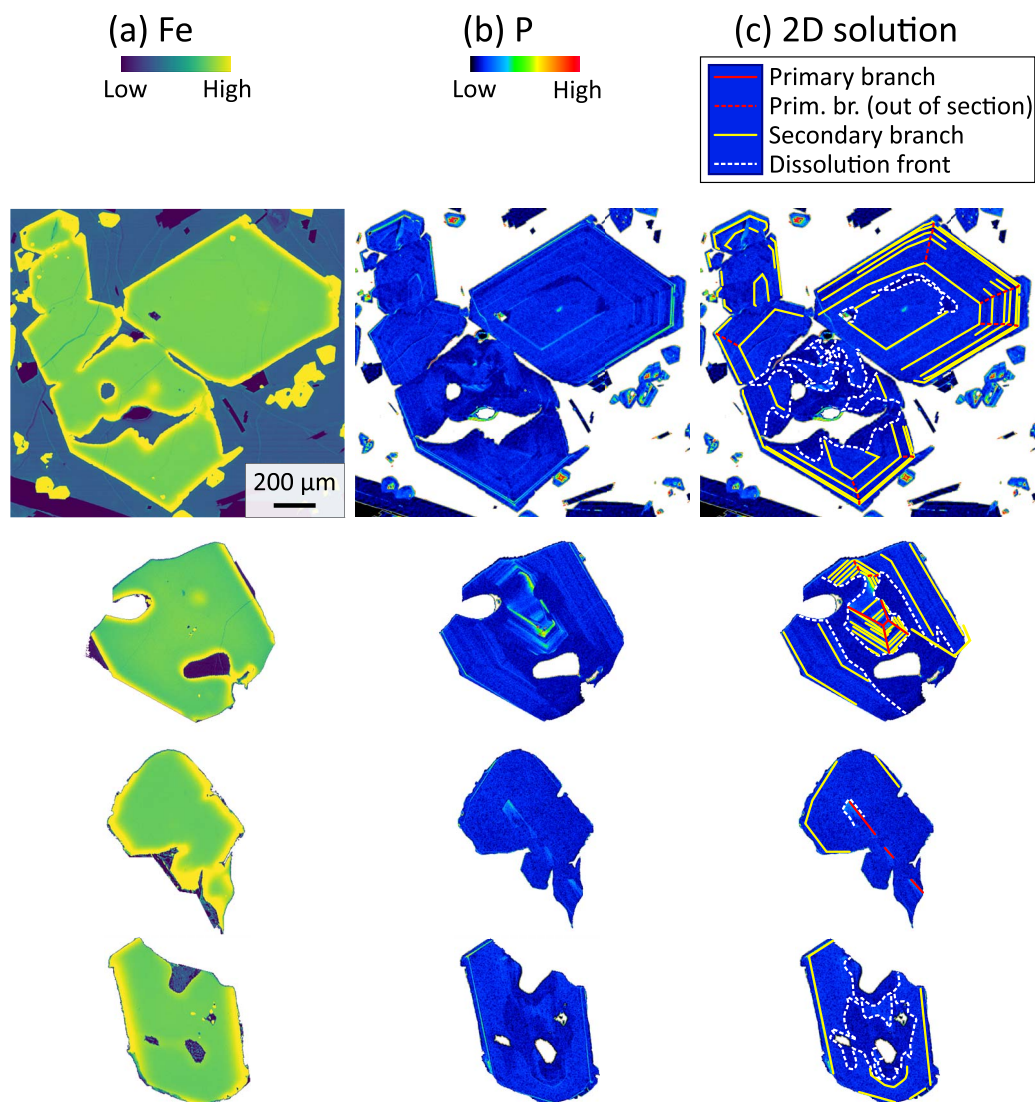 (a) Fe
(b) P
(c) 2D solution
Low High
Low High
Primary branch
Prim. br. (out of section)
Secondary branch
Dissolution front
200 µm